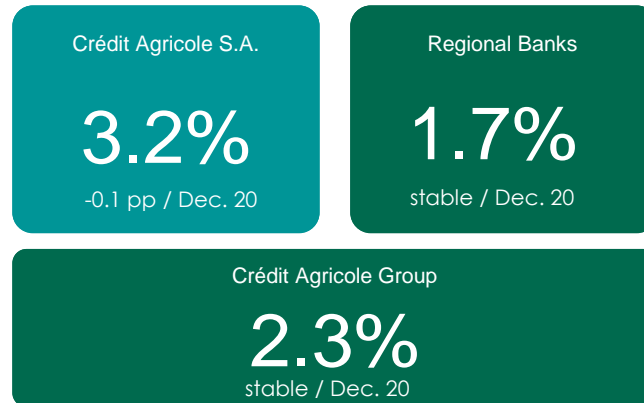 Crédit Agricole S.A.
3.2%
-0.1 pp / Dec. 20
Regional Banks
1.7%
stable / Dec. 20
Crédit Agricole Group
2.3%
stable / Dec. 20